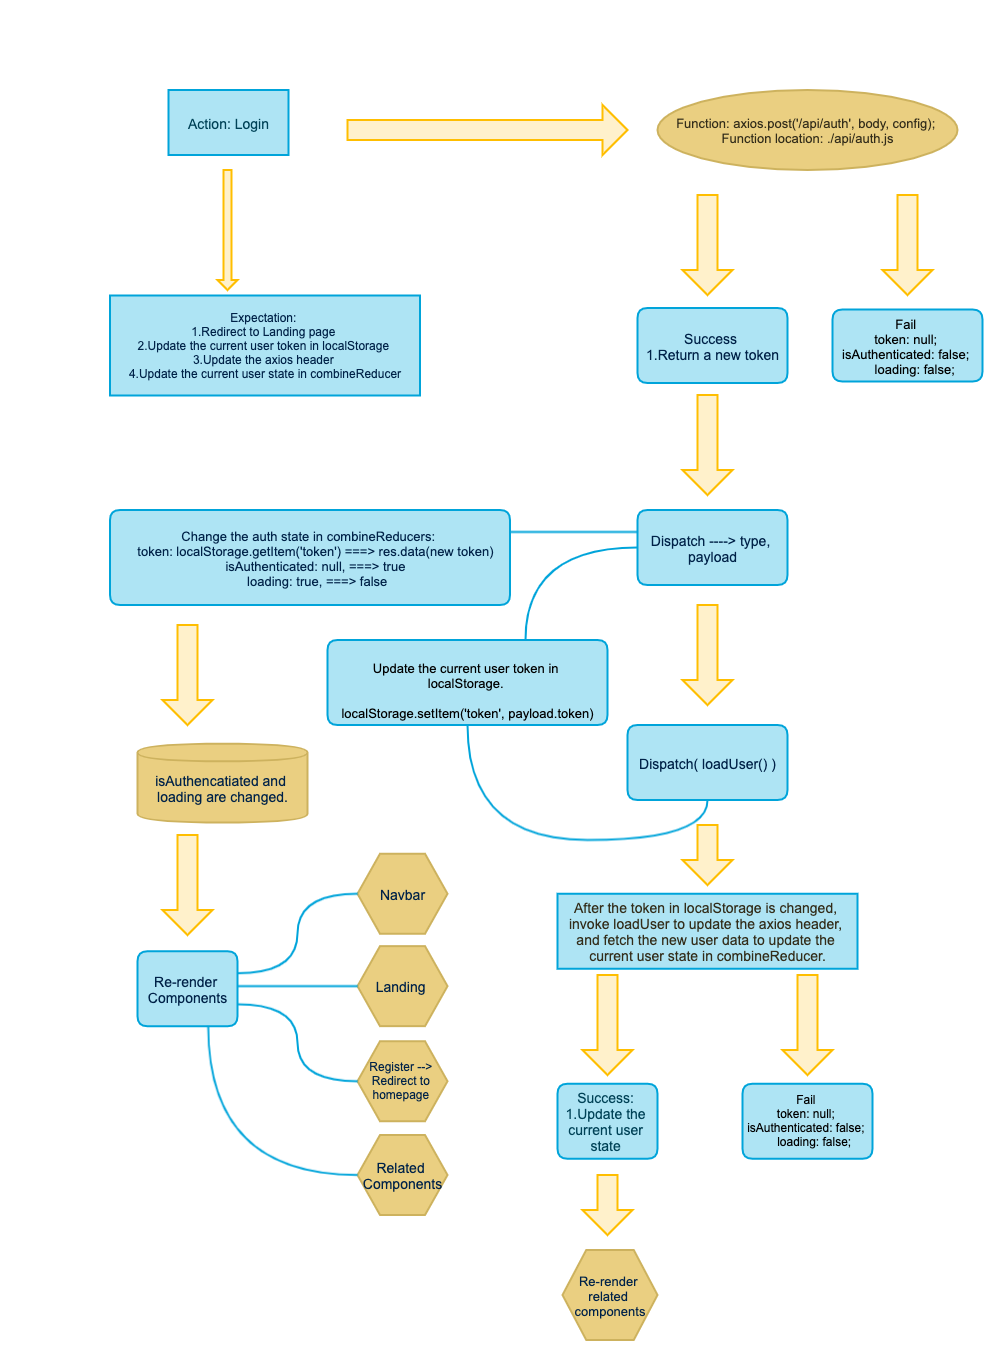 Action: Login
Function: axios.post('/api/auth', body, config);
Function location: ./api/auth.js
Expectation:
1.Redirect to Landing page
2.Update the current user token in localStorage
3.Update the axios header
4.Update the current user state in combineReducer
Success
1.Return a new token
Fail
token: null;
isAuthenticated: false;
loading: false;
Change the auth state in combineReducers:
token: localStorage.getItem('token') ===> res.data(new token)
isAuthenticated: null, ===> true
loading: true, ===> false
Dispatch ----> type,
payload
Update the current user token in
localStorage.
localStorage.setItem('token', payload.token)
Dispatch( loadUser() )
isAuthencatiated and
loading are changed.
Navbar
After the token in localStorage is changed,
invoke loadUser to update the axios header,
and fetch the new user data to update the
current user state in combineReducer.
Re-render
Components
Landing
Register -->
Redirect to
homepage
Related
Components
Success:
1.Update the
current user
state
Fail
token: null;
isAuthenticated: false;
loading: false;
Re-render
related
components